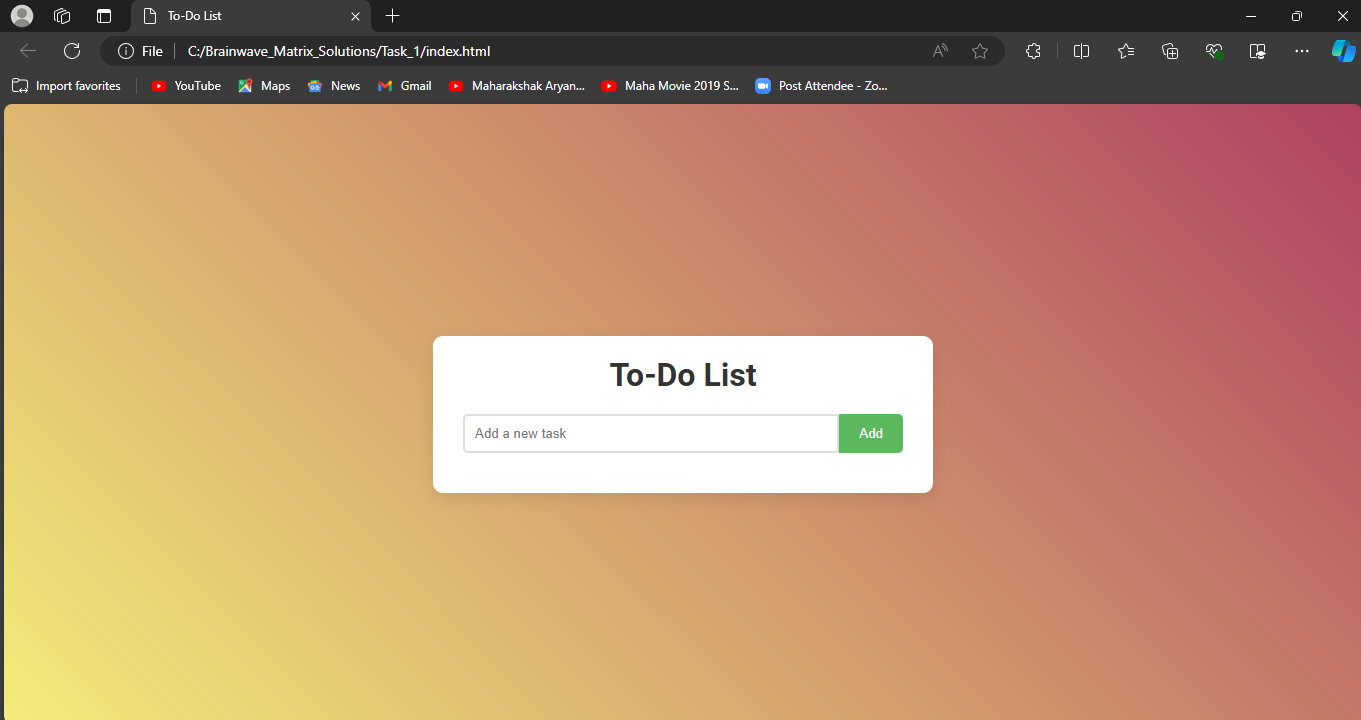 To-Do List
File C:/Brainwave_Matrix_Solutions/Task_1/index.html
Import favorites YouTube Maps News Gmail Maharakshak Aryan... Maha Movie 2019 S... Post Attendee - Zo...
To-Do List
Add a new task Add